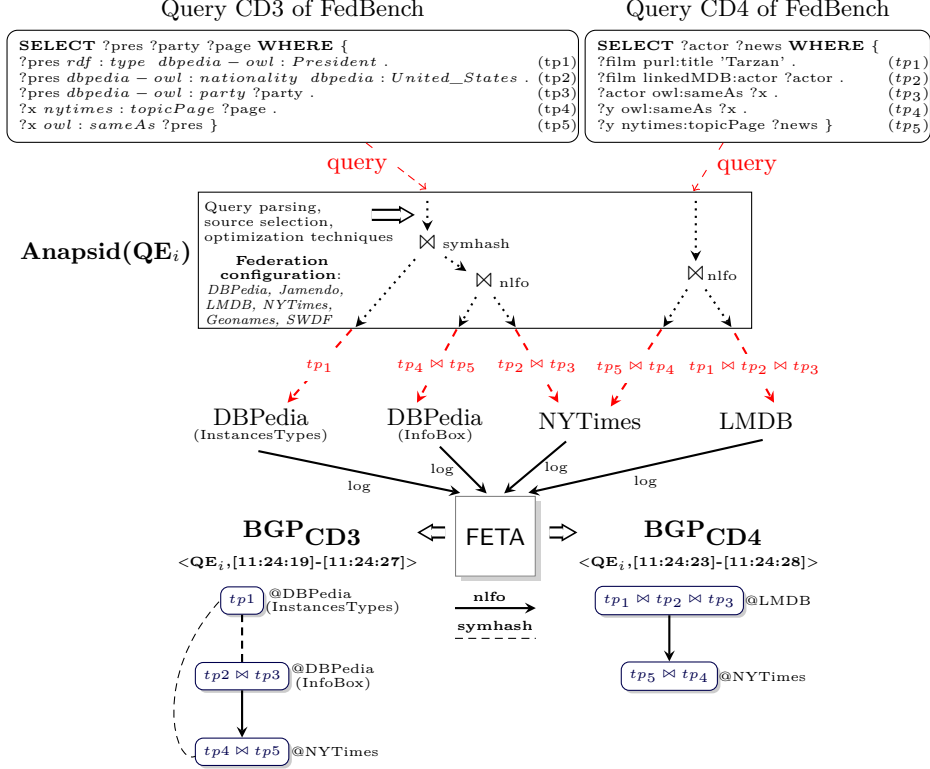 Query CD3 of FedBench
Query CD4 of FedBench
SELECT ?pres ?party ?page WHERE {
?pres rdf : type dbpedia − owl : President . (tp1)
?pres dbpedia − owl : nationality dbpedia : United_States . (tp2)
?pres dbpedia − owl : party ?party . (tp3)
?x nytimes : topicPage ?page . (tp4)
?x owl : sameAs ?pres } (tp5)
SELECT ?actor ?news WHERE {
?film purl:title 'Tarzan' . (tp1)
?film linkedMDB:actor ?actor . (tp2)
?actor owl:sameAs ?x . (tp3)
?y owl:sameAs ?x . (tp4)
?y nytimes:topicPage ?news } (tp5)
query
query
Anapsid(QEi)
Query parsing,
source selection,
optimization techniques
Federation
configuration:
DBPedia, Jamendo,
LMDB, NYTimes,
Geonames, SWDF
⋈ symhash
⋈ nlfo
⋈ nlfo
tp1
tp4 ⋈ tp5
tp2 ⋈ tp3
tp5 ⋈ tp4
tp1 ⋈ tp2 ⋈ tp3
DBPedia
(InstancesTypes)
DBPedia
(InfoBox)
NYTimes
LMDB
log
log
log
log
FETA
BGPCD3
<QEi,[11:24:19]-[11:24:27]>
BGPCD4
<QEi,[11:24:23]-[11:24:28]>
nlfo
symhash
tp1
@DBPedia
(InstancesTypes)
tp2 ⋈ tp3
@DBPedia
(InfoBox)
tp4 ⋈ tp5 @NYTimes
tp1 ⋈ tp2 ⋈ tp3 @LMDB
tp5 ⋈ tp4 @NYTimes